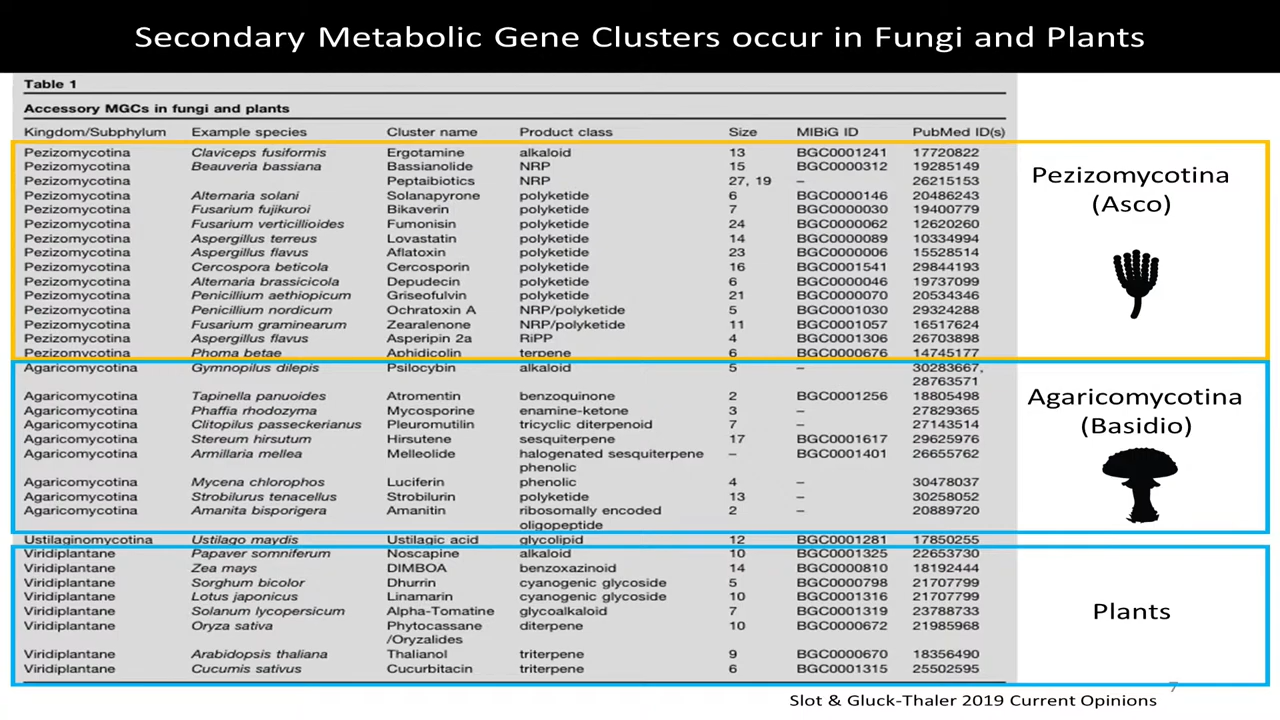 Secondary Metabolic Gene Clusters occur in Fungi and Plants
Table 1
Accessory MGCs in fungi and plants
Kingdom/Subphylum Example species Cluster name Product class Size MIBiG ID PubMed ID(s)
Pezizomycotina Claviceps fusiformis Ergotamine alkaloid 13 BGC0001241 17720822
Pezizomycotina Beauveria bassiana Bassianolide NRP 15 BGC0000312 19285149
Pezizomycotina Peptaibiotics NRP 27, 19 – 26215153
Pezizomycotina Alternaria solani Solanapyrone polyketide 6 BGC0000146 20486243
Pezizomycotina Fusarium fujikuroi Bikaverin polyketide 7 BGC0000030 19400779
Pezizomycotina Fusarium verticillioides Fumonisin polyketide 24 BGC0000062 12620260
Pezizomycotina Aspergillus terreus Lovastatin polyketide 14 BGC0000089 10334994
Pezizomycotina Aspergillus flavus Aflatoxin polyketide 23 BGC0000006 15528514
Pezizomycotina Cercospora beticola Cercosporin polyketide 16 BGC0001541 29844193
Pezizomycotina Alternaria brassicicola Depudecin polyketide 6 BGC0000046 19737099
Pezizomycotina Penicillium aethiopicum Griseofulvin polyketide 21 BGC0000070 20534346
Pezizomycotina Penicillium nordicum Ochratoxin A NRP/polyketide 5 BGC0001030 29324288
Pezizomycotina Fusarium graminearum Zearalenone NRP/polyketide 11 BGC0001057 16517624
Pezizomycotina Aspergillus flavus Asperipin 2a RiPP 4 BGC0001306 26703898
Pezizomycotina Phoma betae Aphidicolin terpene 6 BGC0000676 14745177
Pezizomycotina
(Asco)
Agaricomycotina Gymnopilus dilepis Psilocybin alkaloid 5 – 30283667,
28763571
Agaricomycotina Tapinella panuoides Atromentin benzoquinone 2 BGC0001256 18805498
Agaricomycotina Phaffia rhodozyma Mycosporine enamine-ketone 3 – 27829365
Agaricomycotina Clitopilus passeckerianus Pleuromutilin tricyclic diterpenoid 7 – 27143514
Agaricomycotina Stereum hirsutum Hirsutene sesquiterpene 17 BGC0001617 29625976
Agaricomycotina Armillaria mellea Melleolide halogenated sesquiterpene – BGC0001401 26655762
phenolic
Agaricomycotina Mycena chlorophos Luciferin phenolic 4 – 30478037
Agaricomycotina Strobilurus tenacellus Strobilurin polyketide 13 – 30258052
Agaricomycotina Amanita bisporigera Amanitin ribosomally encoded 2 – 20889720
oligopeptide
Agaricomycotina
(Basidio)
Ustilaginomycotina Ustilago maydis Ustilagic acid glycolipid 12 BGC0001281 17850255
Viridiplantane Papaver somniferum Noscapine alkaloid 10 BGC0001325 22653730
Viridiplantane Zea mays DIMBOA benzoxazinoid 14 BGC0000810 18192444
Viridiplantane Sorghum bicolor Dhurrin cyanogenic glycoside 5 BGC0000798 21707799
Viridiplantane Lotus japonicus Linamarin cyanogenic glycoside 10 BGC0001316 21707799
Viridiplantane Solanum lycopersicum Alpha-Tomatine glycoalkaloid 7 BGC0001319 23788733
Viridiplantane Oryza sativa Phytocassane diterpene 10 BGC0000672 21985968
/Oryzalides
Viridiplantane Arabidopsis thaliana Thalianol triterpene 9 BGC0000670 18356490
Viridiplantane Cucumis sativus Cucurbitacin triterpene 6 BGC0001315 25502595
Plants
7
Slot & Gluck-Thaler 2019 Current Opinions